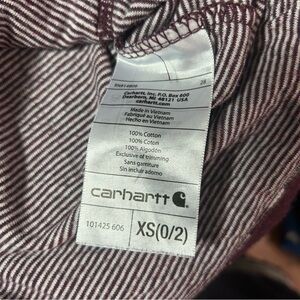 Carhartt, Inc. P.O. Box 600
Dearborn, MI 48121 USA
carhartt.com
Made in Vietnam
Fabriqué au Vietnam
Hecho en Vietnam
100% Cotton
100% Cotton
100% Algodón
Exclusive of trimming
Sans garniture
Sin incluir adorno
carhartt
101425 606 XS(0/2)